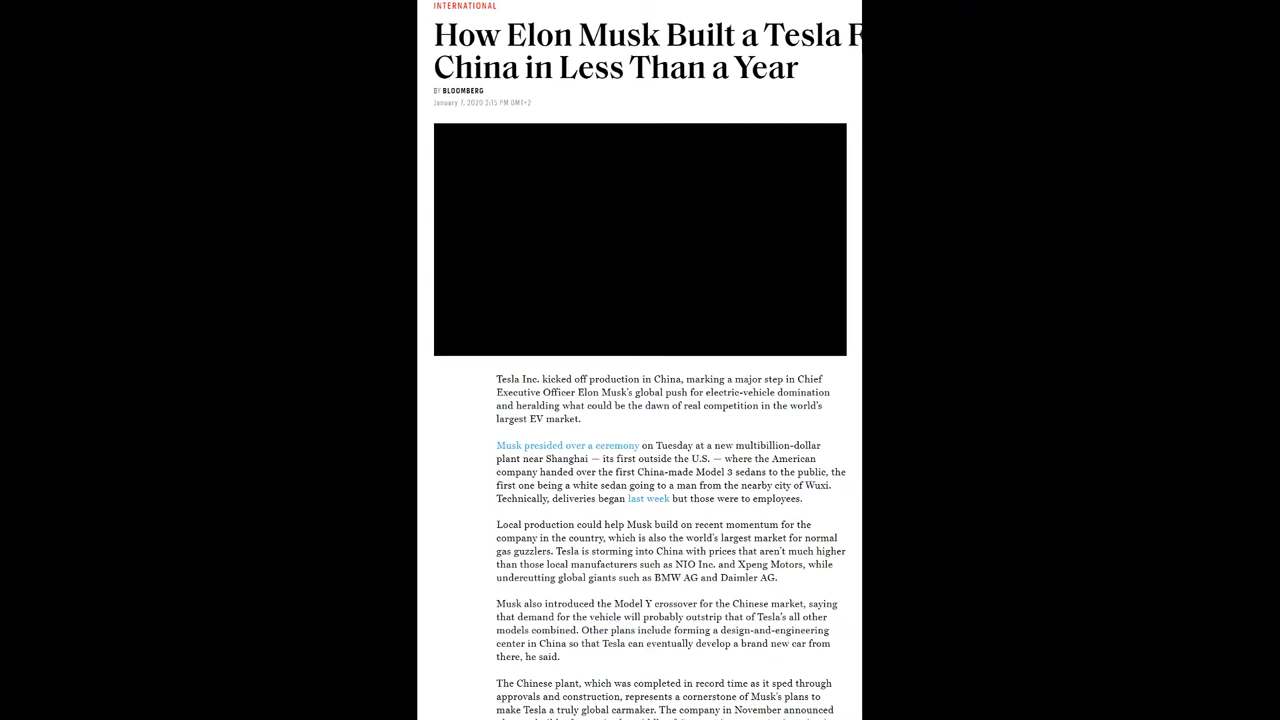 INTERNATIONAL
How Elon Musk Built a Tesla F
China in Less Than a Year
BY BLOOMBERG
January 7, 2020 2:15 PM GMT+2
Tesla Inc. kicked off production in China, marking a major step in Chief
Executive Officer Elon Musk's global push for electric-vehicle domination
and heralding what could be the dawn of real competition in the world's
largest EV market.
Musk presided over a ceremony on Tuesday at a new multibillion-dollar
plant near Shanghai — its first outside the U.S. — where the American
company handed over the first China-made Model 3 sedans to the public, the
first one being a white sedan going to a man from the nearby city of Wuxi.
Technically, deliveries began last week but those were to employees.
Local production could help Musk build on recent momentum for the
company in the country, which is also the world's largest market for normal
gas guzzlers. Tesla is storming into China with prices that aren't much higher
than those local manufacturers such as NIO Inc. and Xpeng Motors, while
undercutting global giants such as BMW AG and Daimler AG.
Musk also introduced the Model Y crossover for the Chinese market, saying
that demand for the vehicle will probably outstrip that of Tesla's all other
models combined. Other plans include forming a design-and-engineering
center in China so that Tesla can eventually develop a brand new car from
there, he said.
The Chinese plant, which was completed in record time as it sped through
approvals and construction, represents a cornerstone of Musk's plans to
make Tesla a truly global carmaker. The company in November announced